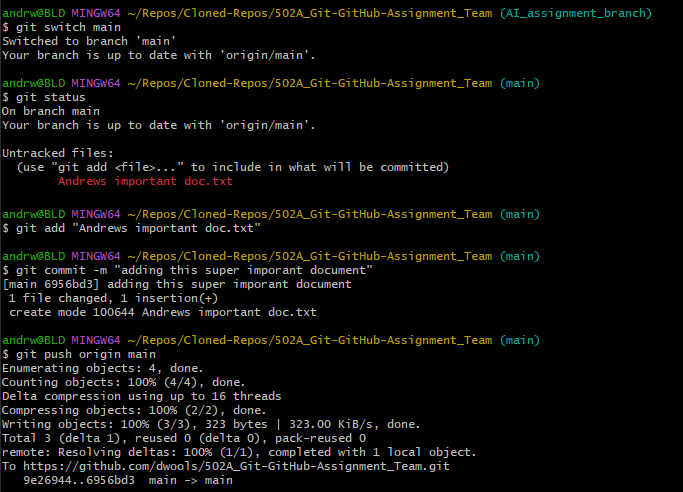 andrw@BLD MINGW64 ~/Repos/Cloned-Repos/502A_Git-GitHub-Assignment_Team (AI_assignment_branch)
$ git switch main
Switched to branch 'main'
Your branch is up to date with 'origin/main'.
andrw@BLD MINGW64 ~/Repos/Cloned-Repos/502A_Git-GitHub-Assignment_Team (main)
$ git status
On branch main
Your branch is up to date with 'origin/main'.
Untracked files:
  (use "git add <file>..." to include in what will be committed)
        Andrews important doc.txt
andrw@BLD MINGW64 ~/Repos/Cloned-Repos/502A_Git-GitHub-Assignment_Team (main)
$ git add "Andrews important doc.txt"
andrw@BLD MINGW64 ~/Repos/Cloned-Repos/502A_Git-GitHub-Assignment_Team (main)
$ git commit -m "adding this super imporant document"
[main 6956bd3] adding this super imporant document
 1 file changed, 1 insertion(+)
 create mode 100644 Andrews important doc.txt
andrw@BLD MINGW64 ~/Repos/Cloned-Repos/502A_Git-GitHub-Assignment_Team (main)
$ git push origin main
Enumerating objects: 4, done.
Counting objects: 100% (4/4), done.
Delta compression using up to 16 threads
Compressing objects: 100% (2/2), done.
Writing objects: 100% (3/3), 323 bytes | 323.00 KiB/s, done.
Total 3 (delta 1), reused 0 (delta 0), pack-reused 0
remote: Resolving deltas: 100% (1/1), completed with 1 local object.
To https://github.com/dwools/502A_Git-GitHub-Assignment_Team.git
   9e26944..6956bd3  main -> main